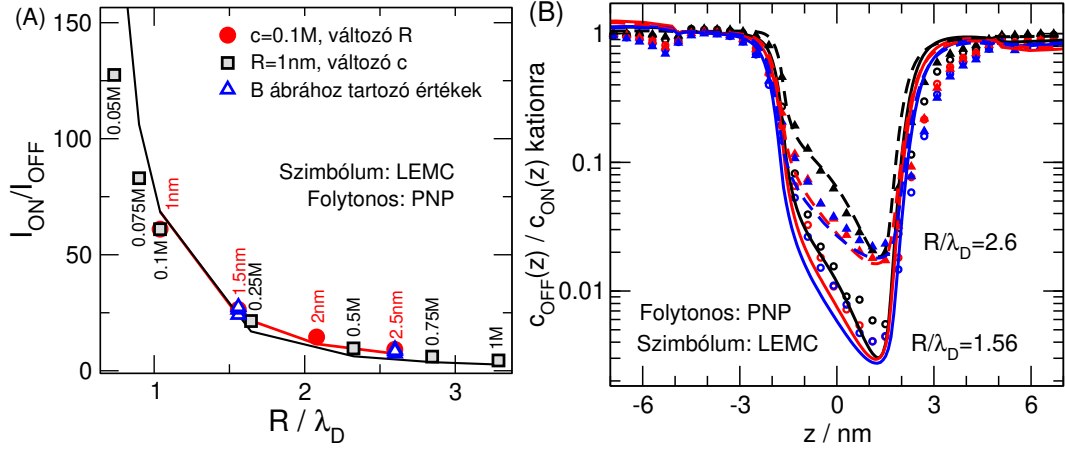 (A)
I_ON/I_OFF
150
100
50
0
c=0.1M, változó R
R=1nm, változó c
B ábrához tartozó értékek
Szimbólum: LEMC
Folytonos: PNP
0.05M
0.075M
0.1M
1nm
1.5nm
0.25M
2nm
0.5M
2.5nm
0.75M
1M
1
2
3
R / λ_D
(B)
c_OFF(z) / c_ON(z) kationra
1
0.1
0.01
R/λ_D=2.6
Folytonos: PNP
Szimbólum: LEMC
R/λ_D=1.56
-6
-3
0
3
6
z / nm